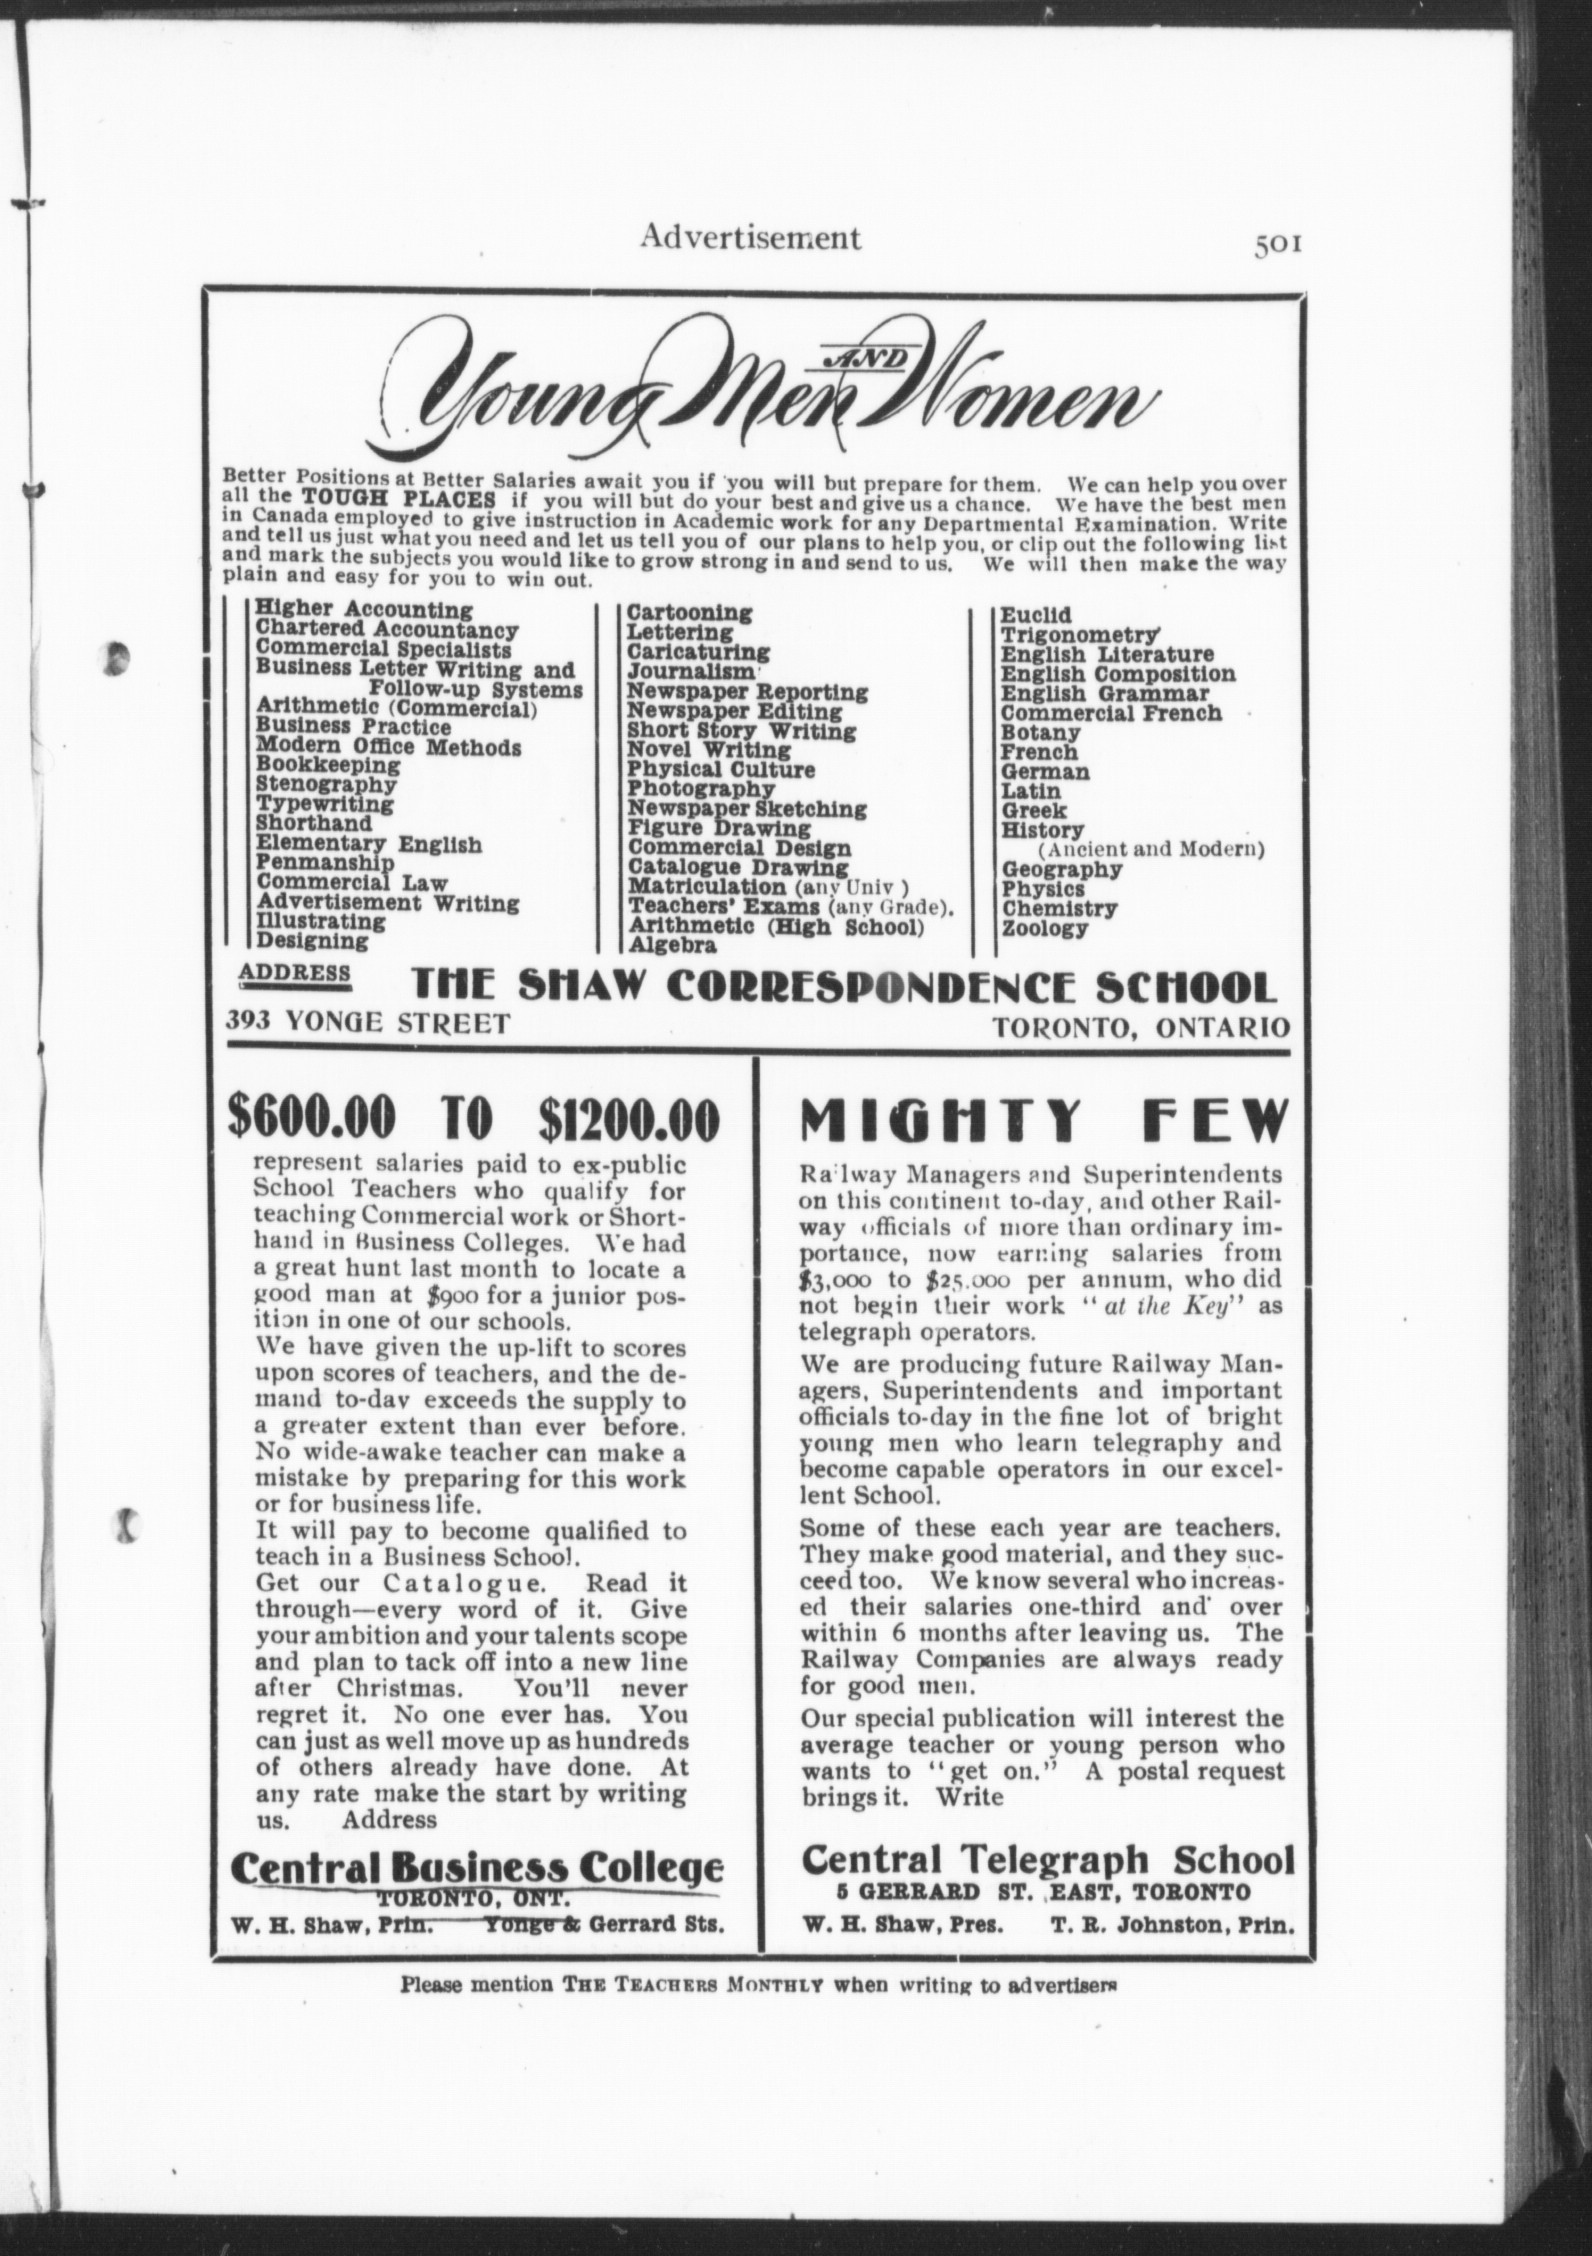 Advertisement 501
Young Men AND Women
Better Positions at Better Salaries await you if you will but prepare for them. We can help you over
all the TOUGH PLACES if you will but do your best and give us a chance. We have the best men
in Canada employed to give instruction in Academic work for any Departmental Examination. Write
and tell us just what you need and let us tell you of our plans to help you, or clip out the following list
and mark the subjects you would like to grow strong in and send to us. We will then make the way
plain and easy for you to win out.
Higher Accounting
Chartered Accountancy
Commercial Specialists
Business Letter Writing and
Follow-up Systems
Arithmetic (Commercial)
Business Practice
Modern Office Methods
Bookkeeping
Stenography
Typewriting
Shorthand
Elementary English
Penmanship
Commercial Law
Advertisement Writing
Illustrating
Designing
Cartooning
Lettering
Caricaturing
Journalism
Newspaper Reporting
Newspaper Editing
Short Story Writing
Novel Writing
Physical Culture
Photography
Newspaper Sketching
Figure Drawing
Commercial Design
Catalogue Drawing
Matriculation (any Univ )
Teachers' Exams (any Grade).
Arithmetic (High School)
Algebra
Euclid
Trigonometry
English Literature
English Composition
English Grammar
Commercial French
Botany
French
German
Latin
Greek
History
(Ancient and Modern)
Geography
Physics
Chemistry
Zoology
ADDRESS THE SHAW CORRESPONDENCE SCHOOL
393 YONGE STREET TORONTO, ONTARIO
$600.00 TO $1200.00
represent salaries paid to ex-public
School Teachers who qualify for
teaching Commercial work or Short-
hand in Business Colleges. We had
a great hunt last month to locate a
good man at $900 for a junior pos-
ition in one of our schools.
We have given the up-lift to scores
upon scores of teachers, and the de-
mand to-day exceeds the supply to
a greater extent than ever before.
No wide-awake teacher can make a
mistake by preparing for this work
or for business life.
It will pay to become qualified to
teach in a Business School.
Get our Catalogue. Read it
through—every word of it. Give
your ambition and your talents scope
and plan to tack off into a new line
after Christmas. You'll never
regret it. No one ever has. You
can just as well move up as hundreds
of others already have done. At
any rate make the start by writing
us. Address
Central Business College
TORONTO, ONT.
W. H. Shaw, Prin. Yonge & Gerrard Sts.
MIGHTY FEW
Railway Managers and Superintendents
on this continent to-day, and other Rail-
way officials of more than ordinary im-
portance, now earning salaries from
$3,000 to $25.000 per annum, who did
not begin their work "at the Key" as
telegraph operators.
We are producing future Railway Man-
agers, Superintendents and important
officials to-day in the fine lot of bright
young men who learn telegraphy and
become capable operators in our excel-
lent School.
Some of these each year are teachers.
They make good material, and they suc-
ceed too. We know several who increas-
ed their salaries one-third and over
within 6 months after leaving us. The
Railway Companies are always ready
for good men.
Our special publication will interest the
average teacher or young person who
wants to "get on." A postal request
brings it. Write
Central Telegraph School
5 GERRARD ST. EAST, TORONTO
W. H. Shaw, Pres. T. R. Johnston, Prin.
Please mention THE TEACHERS MONTHLY when writing to advertisers